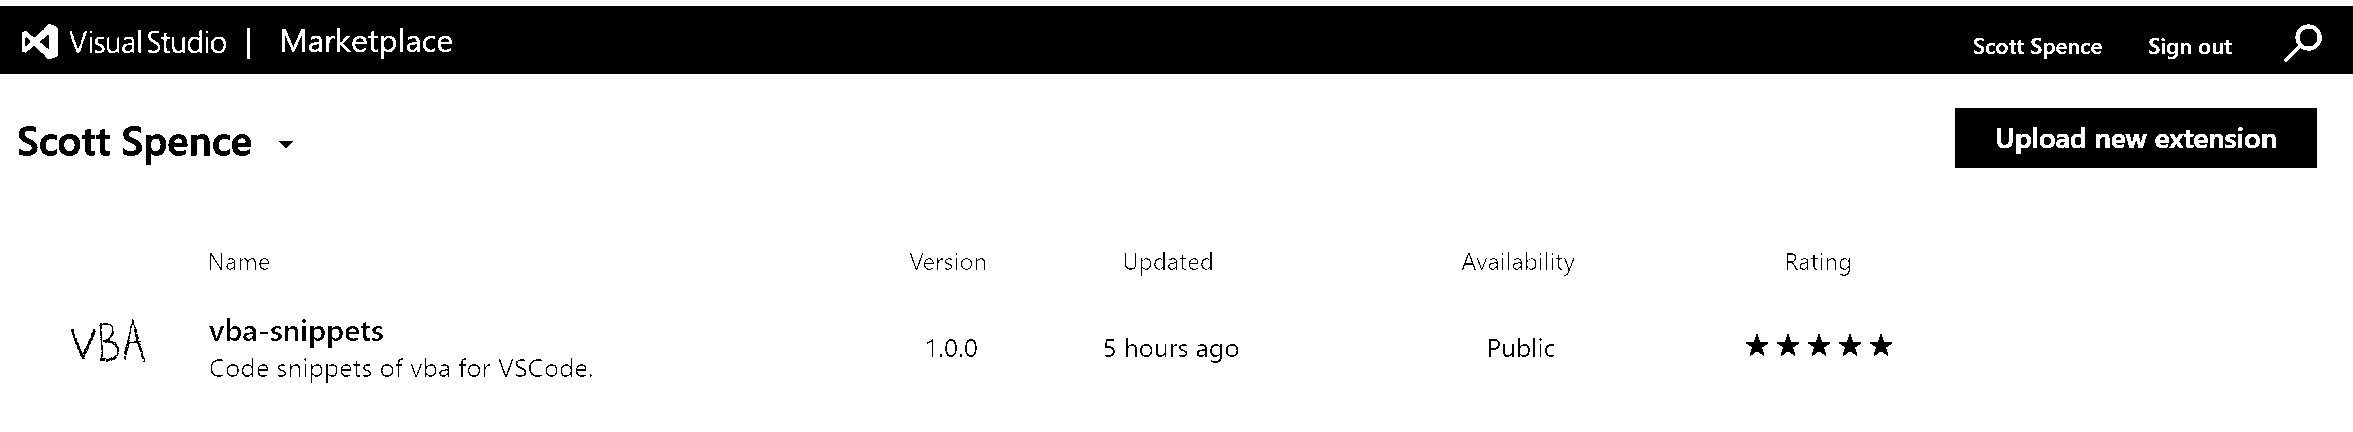 Visual Studio | Marketplace Scott Spence Sign out
Scott Spence Upload new extension
Name Version Updated Availability Rating
VBA vba-snippets 1.0.0 5 hours ago Public ★★★★★
Code snippets of vba for VSCode.